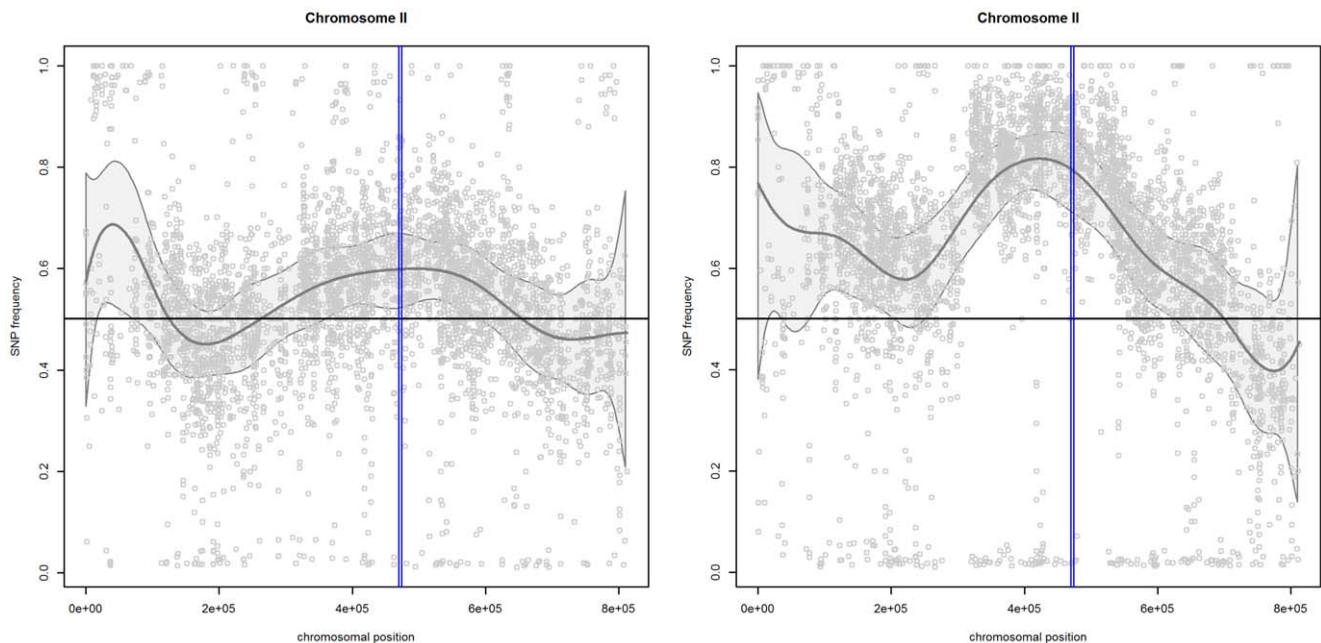 Chromosome II
SNP frequency
1.0
0.8
0.6
0.4
0.2
0.0
0e+00 2e+05 4e+05 6e+05 8e+05
chromosomal position
Chromosome II
SNP frequency
1.0
0.8
0.6
0.4
0.2
0.0
0e+00 2e+05 4e+05 6e+05 8e+05
chromosomal position